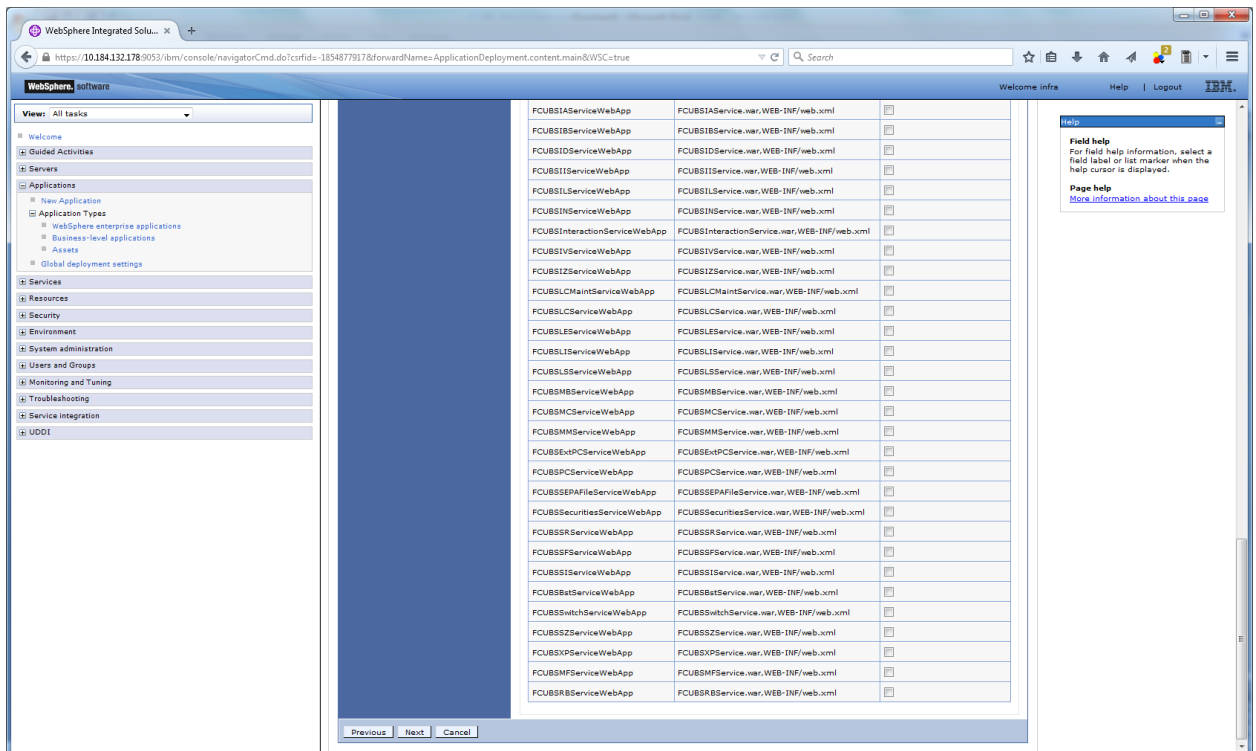 WebSphere Integrated Solu... × +
https://10.184.132.178:9053/ibm/console/navigatorCmd.do?csrfid=-1854877917&forwardName=ApplicationDeployment.content.main&WSC=true
Search
2
WebSphere. software
Welcome infra
Help | Logout
IBM.
View: All tasks
Welcome
Guided Activities
Servers
Applications
New Application
Application Types
WebSphere enterprise applications
Business-level applications
Assets
Global deployment settings
Services
Resources
Security
Environment
System administration
Users and Groups
Monitoring and Tuning
Troubleshooting
Service integration
UDDI
FCUBSIAServiceWebApp FCUBSIAService.war,WEB-INF/web.xml
FCUBSIBServiceWebApp FCUBSIBService.war,WEB-INF/web.xml
FCUBSIDServiceWebApp FCUBSIDService.war,WEB-INF/web.xml
FCUBSIIServiceWebApp FCUBSIIService.war,WEB-INF/web.xml
FCUBSILServiceWebApp FCUBSILService.war,WEB-INF/web.xml
FCUBSINServiceWebApp FCUBSINService.war,WEB-INF/web.xml
FCUBSInteractionServiceWebApp FCUBSInteractionService.war,WEB-INF/web.xml
FCUBSIVServiceWebApp FCUBSIVService.war,WEB-INF/web.xml
FCUBSIZServiceWebApp FCUBSIZService.war,WEB-INF/web.xml
FCUBSLCMaintServiceWebApp FCUBSLCMaintService.war,WEB-INF/web.xml
FCUBSLCServiceWebApp FCUBSLCService.war,WEB-INF/web.xml
FCUBSLEServiceWebApp FCUBSLEService.war,WEB-INF/web.xml
FCUBSLIServiceWebApp FCUBSLIService.war,WEB-INF/web.xml
FCUBSLSServiceWebApp FCUBSLSService.war,WEB-INF/web.xml
FCUBSMBServiceWebApp FCUBSMBService.war,WEB-INF/web.xml
FCUBSMCServiceWebApp FCUBSMCService.war,WEB-INF/web.xml
FCUBSMMServiceWebApp FCUBSMMService.war,WEB-INF/web.xml
FCUBSExtPCServiceWebApp FCUBSExtPCService.war,WEB-INF/web.xml
FCUBSPCServiceWebApp FCUBSPCService.war,WEB-INF/web.xml
FCUBSSEPAFileServiceWebApp FCUBSSEPAFileService.war,WEB-INF/web.xml
FCUBSSecuritiesServiceWebApp FCUBSSecuritiesService.war,WEB-INF/web.xml
FCUBSSRServiceWebApp FCUBSSRService.war,WEB-INF/web.xml
FCUBSSFServiceWebApp FCUBSSFService.war,WEB-INF/web.xml
FCUBSSIServiceWebApp FCUBSSIService.war,WEB-INF/web.xml
FCUBSBstServiceWebApp FCUBSBstService.war,WEB-INF/web.xml
FCUBSSwitchServiceWebApp FCUBSSwitchService.war,WEB-INF/web.xml
FCUBSSZServiceWebApp FCUBSSZService.war,WEB-INF/web.xml
FCUBSXPServiceWebApp FCUBSXPService.war,WEB-INF/web.xml
FCUBSMFServiceWebApp FCUBSMFService.war,WEB-INF/web.xml
FCUBSRBServiceWebApp FCUBSRBService.war,WEB-INF/web.xml
Previous Next Cancel
Help
Field help
For field help information, select a
field label or list marker when the
help cursor is displayed.
Page help
More information about this page